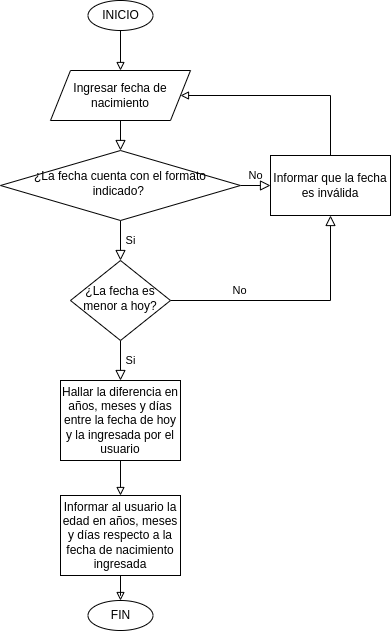 INICIO
Ingresar fecha de
nacimiento
¿La fecha cuenta con el formato
indicado?
No
Informar que la fecha
es inválida
Si
¿La fecha es
menor a hoy?
No
Si
Hallar la diferencia en
años, meses y días
entre la fecha de hoy
y la ingresada por el
usuario
Informar al usuario la
edad en años, meses
y días respecto a la
fecha de nacimiento
ingresada
FIN